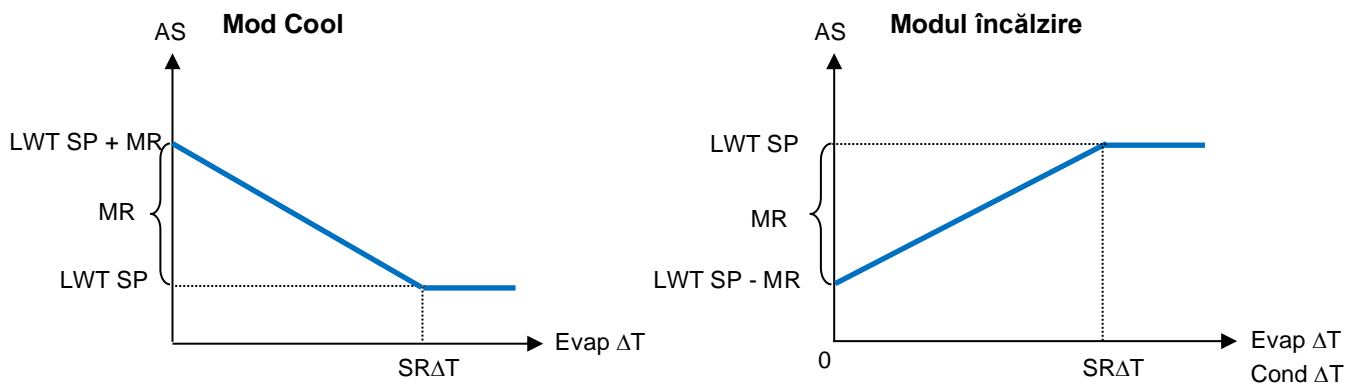 Mod Cool
AS
LWT SP + MR
MR
LWT SP
Evap ΔT
SRΔT
Modul încălzire
AS
LWT SP
MR
LWT SP - MR
0
SRΔT
Evap ΔT
Cond ΔT